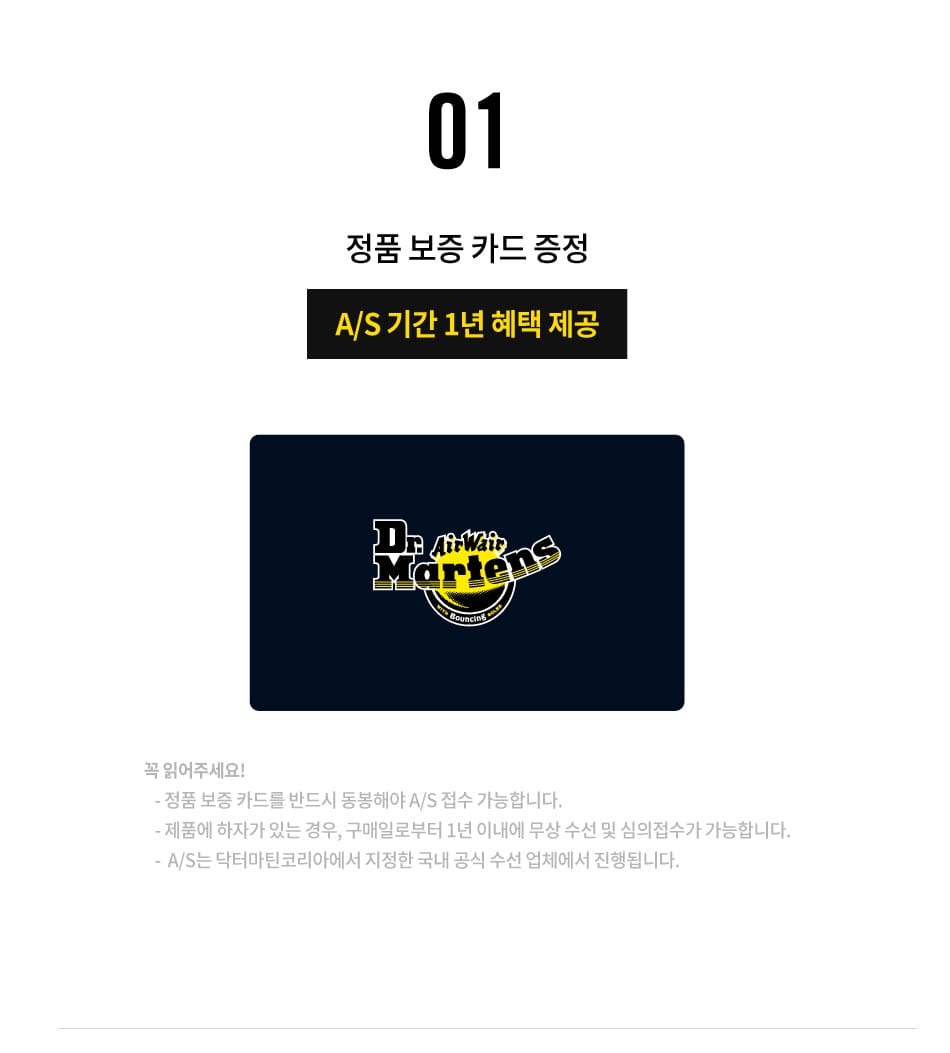 01
정품 보증 카드 증정
A/S 기간 1년 혜택 제공
Dr. AirWair
Martens
WITH Bouncing SOLES
꼭 읽어주세요!
- 정품 보증 카드를 반드시 동봉해야 A/S 접수 가능합니다.
- 제품에 하자가 있는 경우, 구매일로부터 1년 이내에 무상 수선 및 심의접수가 가능합니다.
- A/S는 닥터마틴코리아에서 지정한 국내 공식 수선 업체에서 진행됩니다.